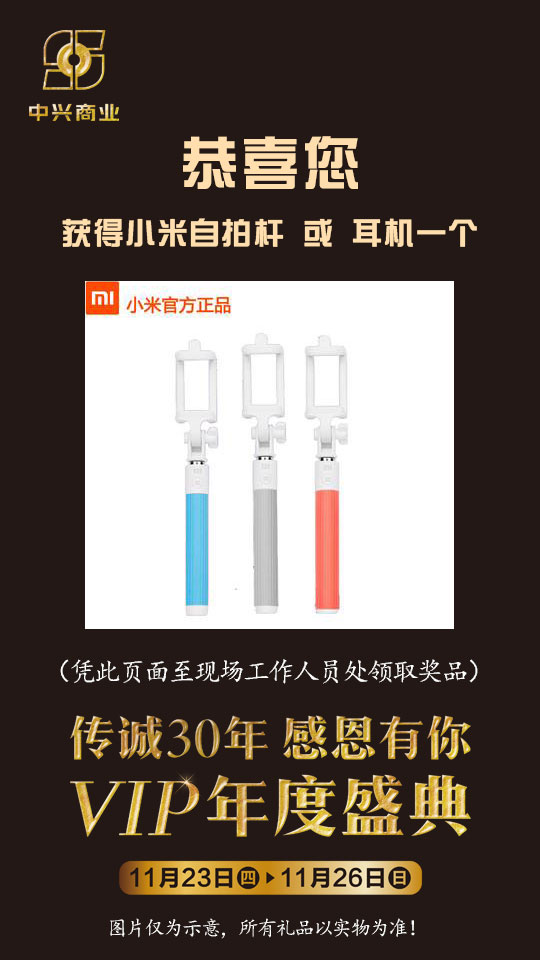 中兴商业
恭喜您
获得小米自拍杆 或 耳机一个
mi 小米官方正品
mi mi mi
（凭此页面至现场工作人员处领取奖品）
传诚30年 感恩有你
VIP年度盛典
11月23日四▶11月26日日
图片仅为示意，所有礼品以实物为准！